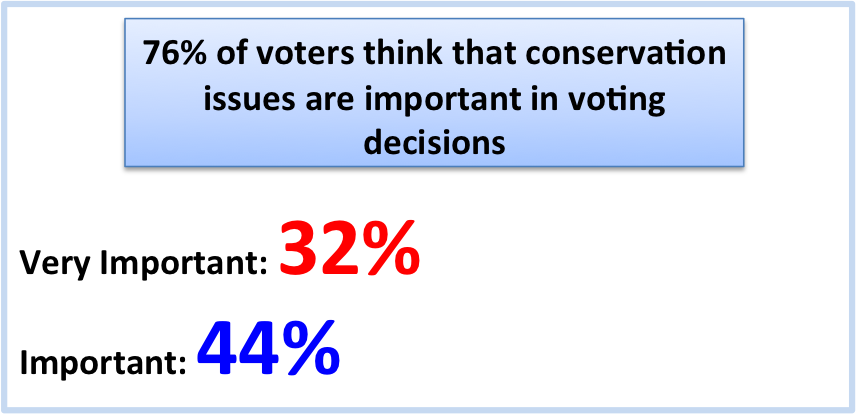 76% of voters think that conservation
issues are important in voting
decisions
Very Important: 32%
Important: 44%